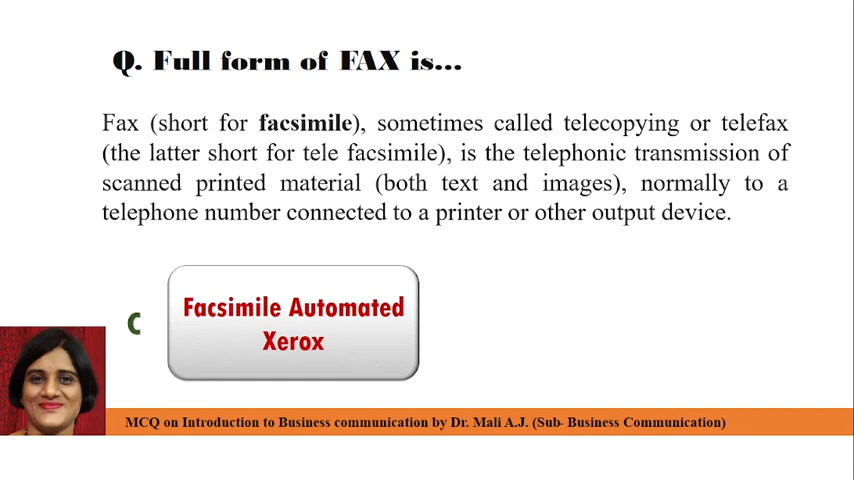 Q. Full form of FAX is...
Fax (short for facsimile), sometimes called telecopying or telefax
(the latter short for tele facsimile), is the telephonic transmission of
scanned printed material (both text and images), normally to a
telephone number connected to a printer or other output device.
C
Facsimile Automated
Xerox
MCQ on Introduction to Business communication by Dr. Mali A.J. (Sub- Business Communication)